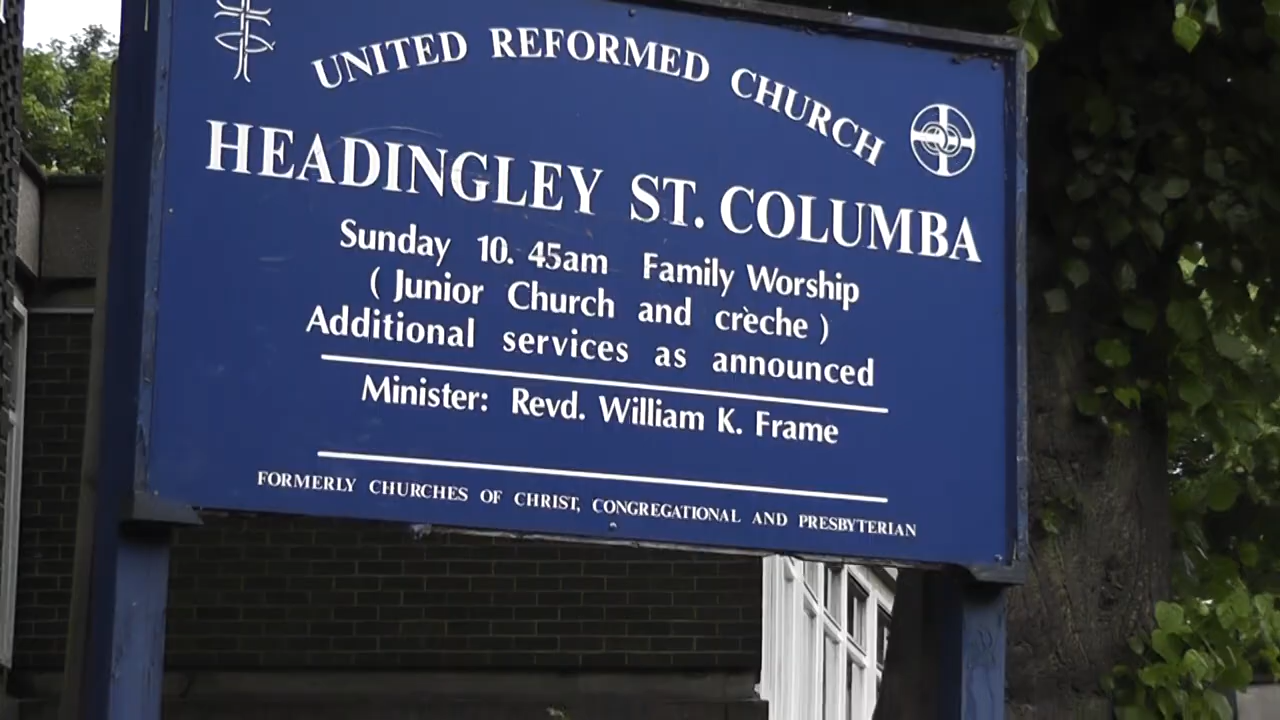 UNITED REFORMED CHURCH
HEADINGLEY ST. COLUMBA
Sunday 10. 45am Family Worship
( Junior Church and crèche )
Additional services as announced
Minister: Revd. William K. Frame
FORMERLY CHURCHES OF CHRIST, CONGREGATIONAL AND PRESBYTERIAN